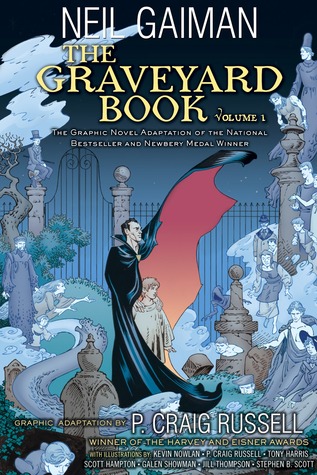 NEIL GAIMAN
THE
GRAVEYARD
BOOK VOLUME 1
THE GRAPHIC NOVEL ADAPTATION OF THE NATIONAL
BESTSELLER AND NEWBERY MEDAL WINNER
GRAPHIC ADAPTATION BY P. CRAIG RUSSELL
WINNER OF THE HARVEY AND EISNER AWARDS
WITH ILLUSTRATIONS BY: KEVIN NOWLAN • P. CRAIG RUSSELL • TONY HARRIS
SCOTT HAMPTON • GALEN SHOWMAN • JILL THOMPSON • STEPHEN B. SCOTT